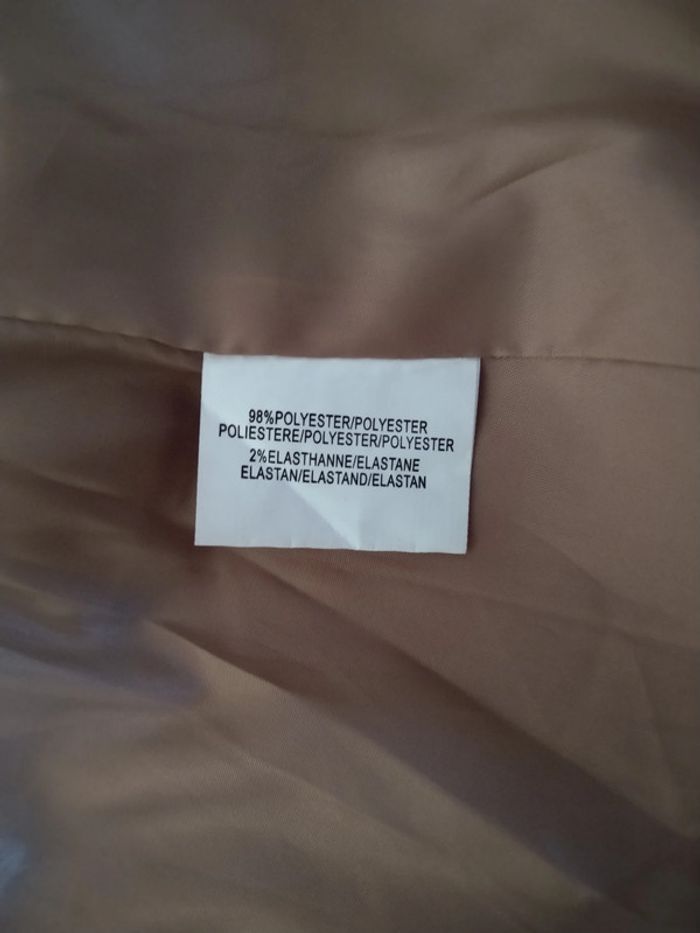 98%POLYESTER/POLYESTER
POLIESTERE/POLYESTER/POLYESTER
2%ELASTHANNE/ELASTANE
ELASTAN/ELASTAND/ELASTAN